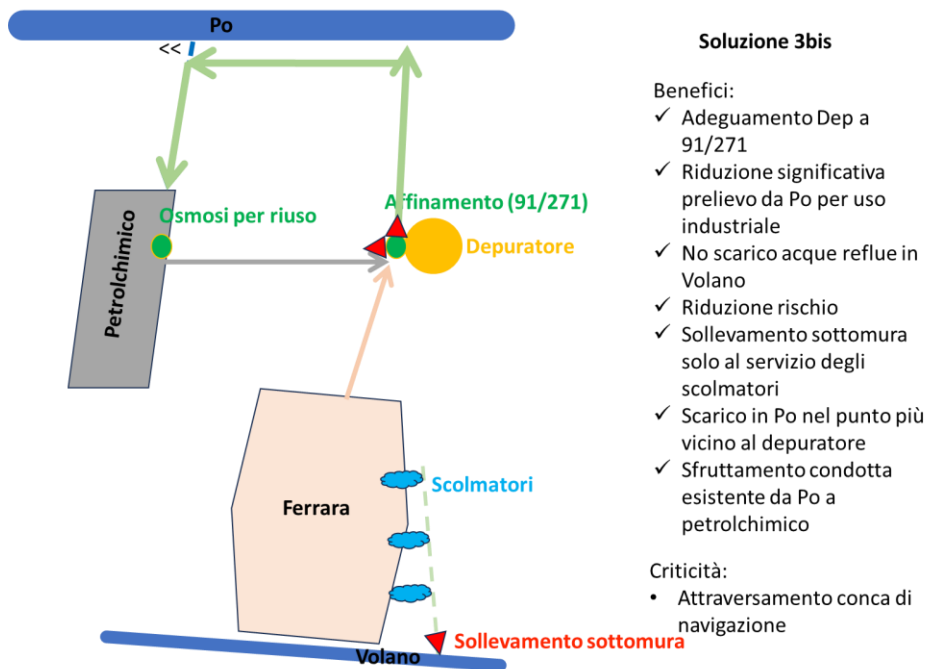 Po
<<
Soluzione 3bis
Benefici:
✓ Adeguamento Dep a
91/271
✓ Riduzione significativa
prelievo da Po per uso
industriale
✓ No scarico acque reflue in
Volano
✓ Riduzione rischio
✓ Sollevamento sottomura
solo al servizio degli
scolmatori
✓ Scarico in Po nel punto più
vicino al depuratore
✓ Sfruttamento condotta
esistente da Po a
petrolchimico
Criticità:
• Attraversamento conca di
navigazione
Osmosi per riuso
Affinamento (91/271)
Depuratore
Petrolchimico
Scolmatori
Ferrara
Sollevamento sottomura
Volano